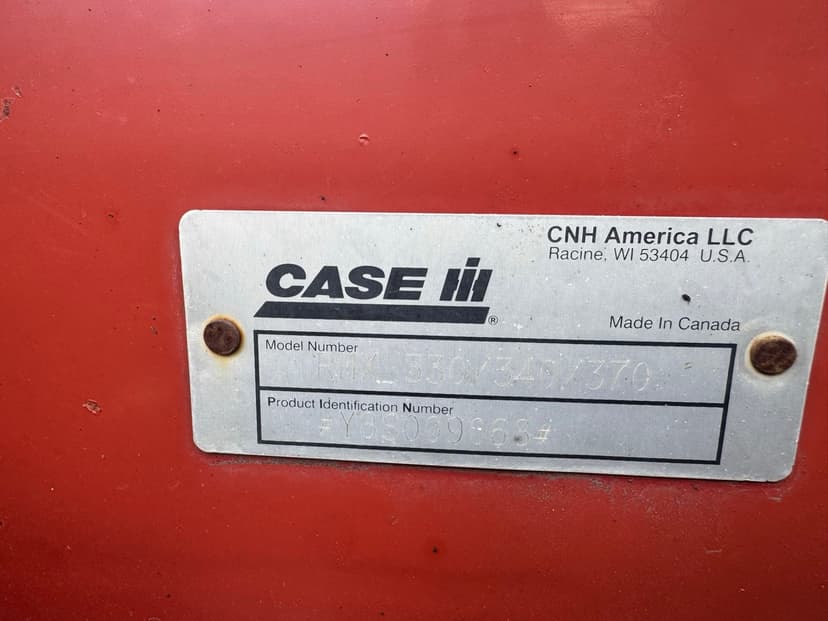 CNH America LLC
Racine, WI 53404 U.S.A.
CASE IH
®
Made In Canada
Model Number
330/340/370
Product Identification Number